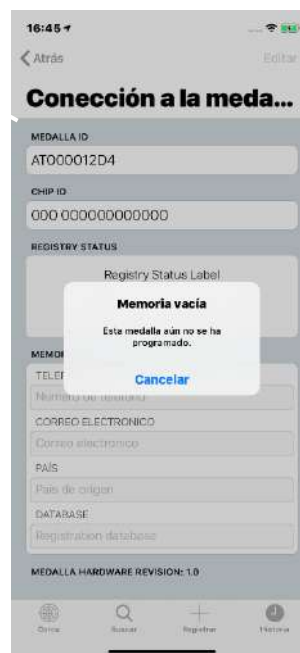 16:45
Atrás
Editar
Conección a la meda...
MEDALLA ID
AT000012D4
CHIP ID
000 000000000000
REGISTRY STATUS
Registry Status Label
Memoria vacía
Esta medalla aún no se ha
programado.
Cancelar
Número de teléfono
CORREO ELECTRONICO
Correo electronico
PAÍS
País de origen
DATABASE
Registration database
MEDALLA HARDWARE REVISION: 1.0
Cerca
Buscar
Registrar
Historia